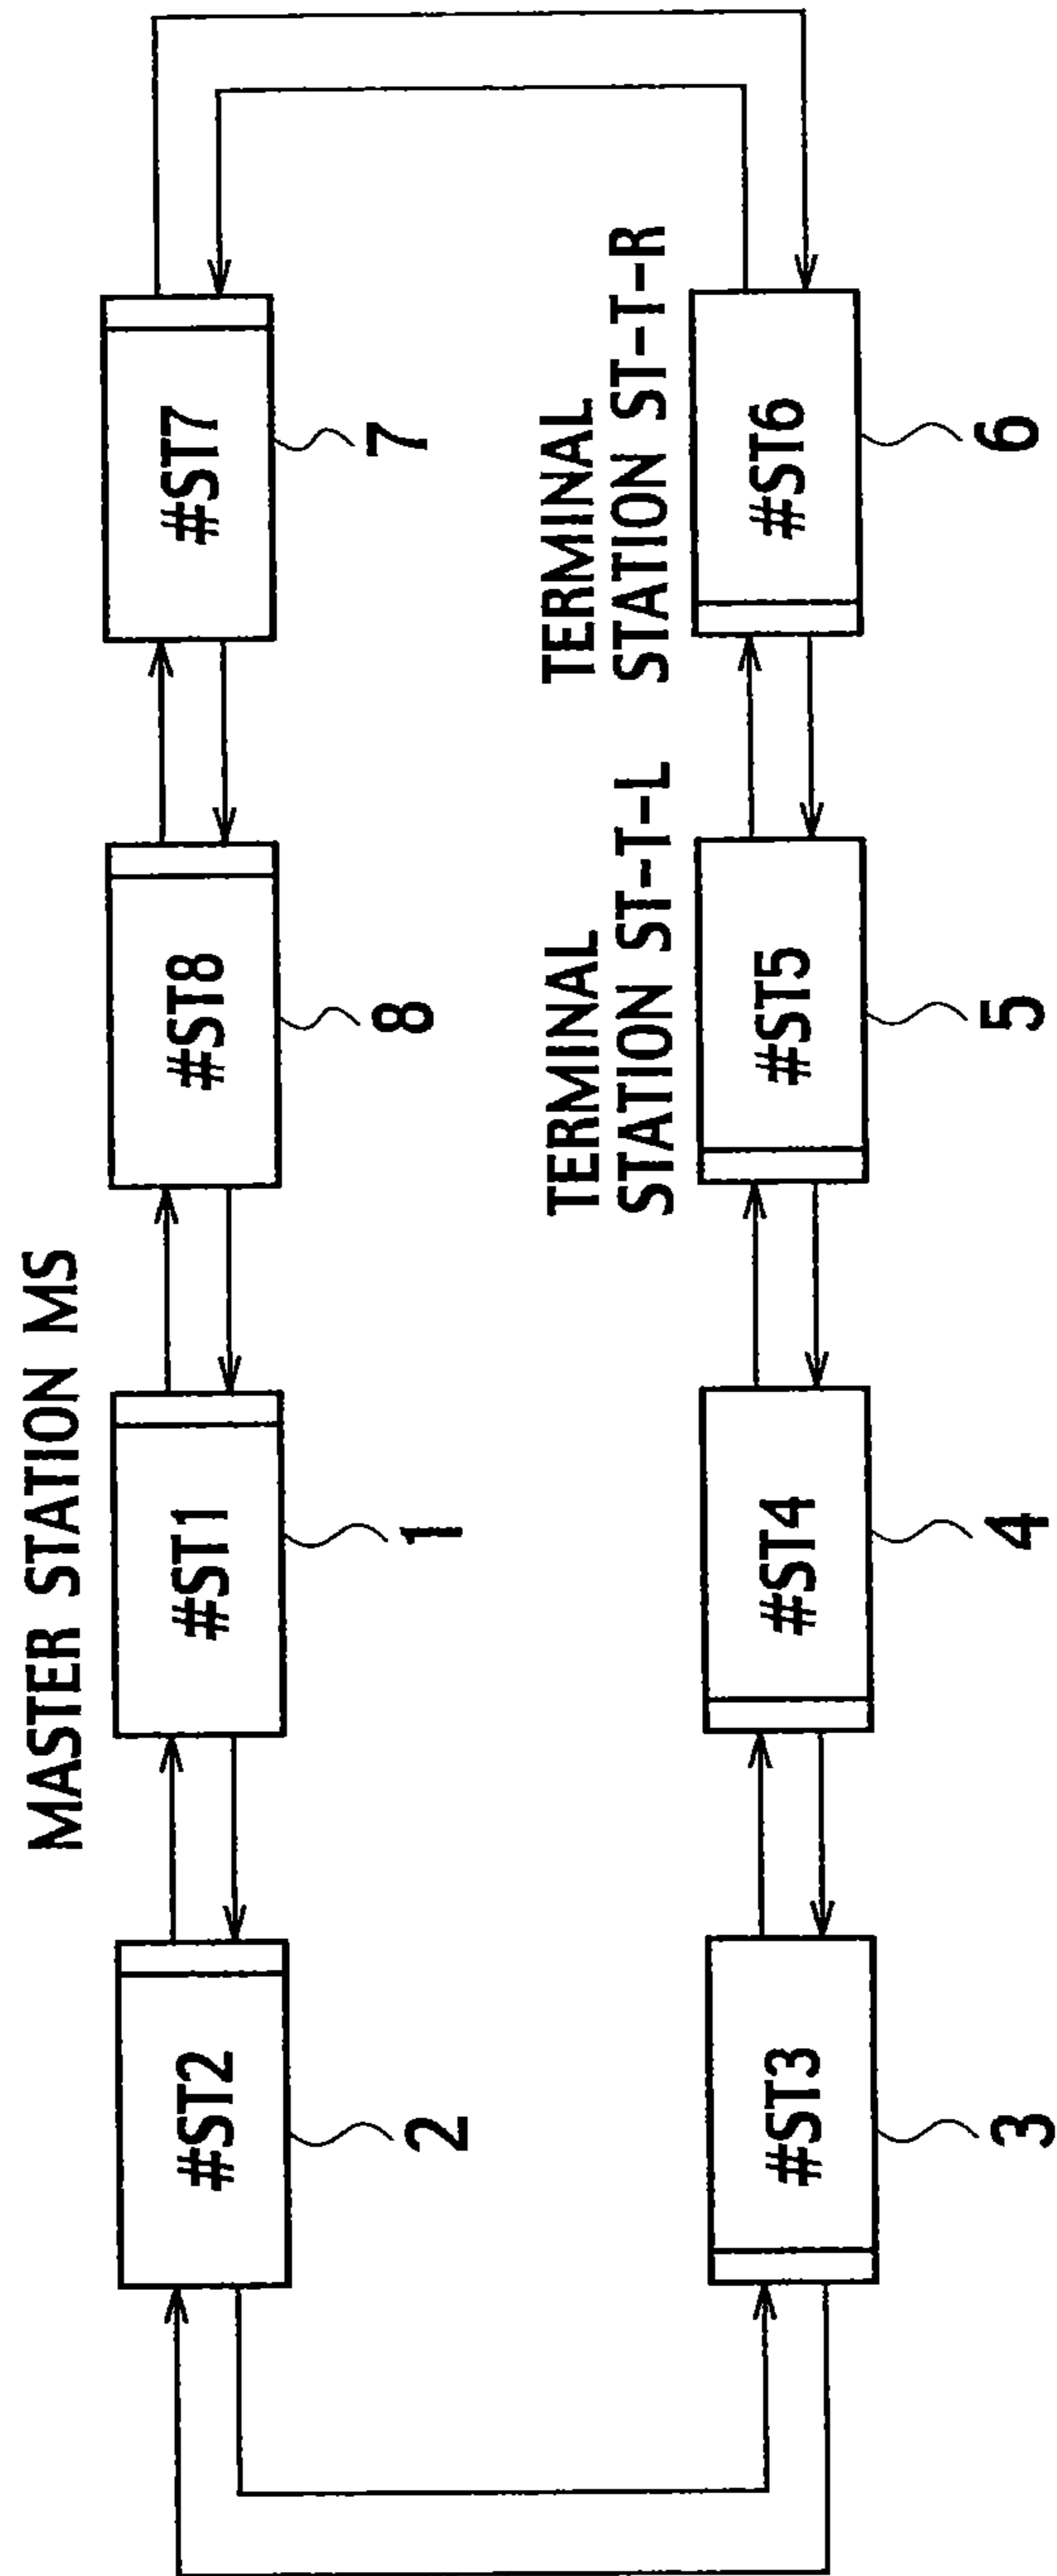 MASTER STATION MS
#ST2
#ST1
#ST8
#ST7
2
1
8
7
TERMINAL
STATION ST-T-L
TERMINAL
STATION ST-T-R
#ST3
#ST4
#ST5
#ST6
3
4
5
6